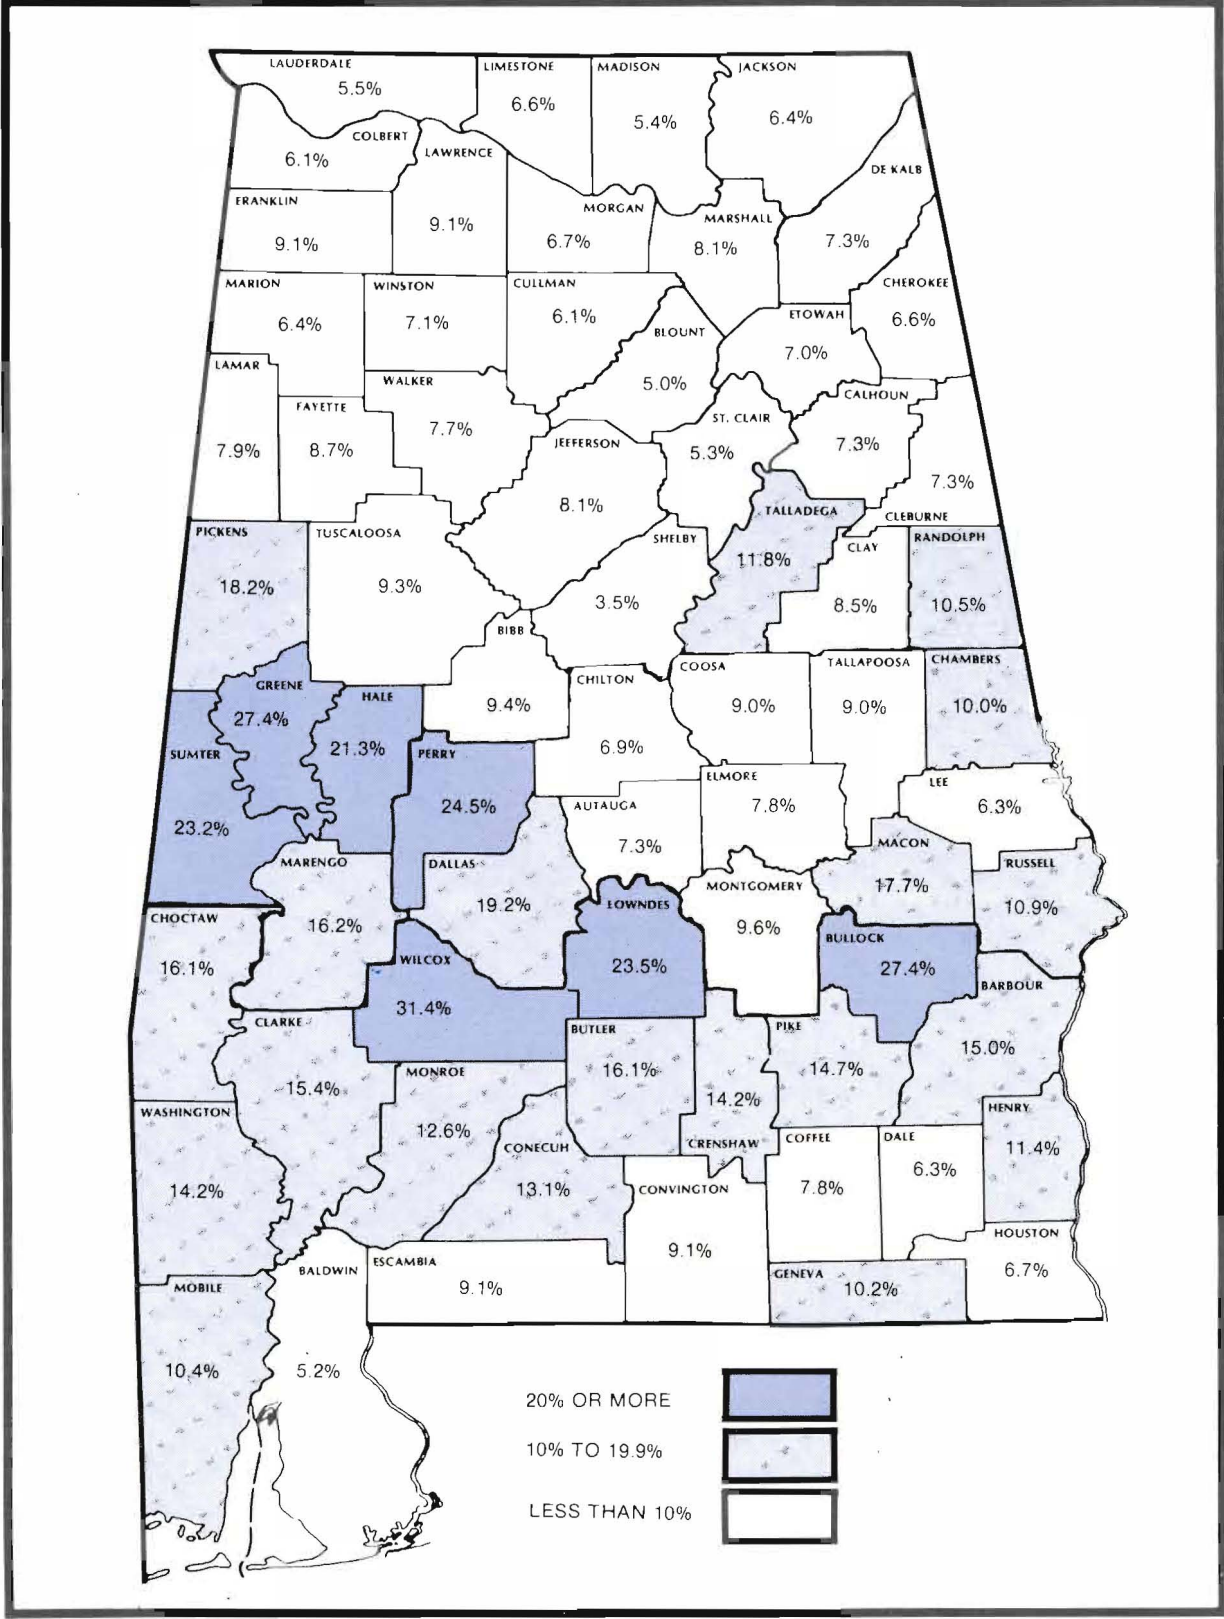 LAUDERDALE
5.5%
LIMESTONE
6.6%
MADISON
5.4%
JACKSON
6.4%
COLBERT
6.1%
LAWRENCE
9.1%
DE KALB
7.3%
FRANKLIN
9.1%
MORGAN
6.7%
MARSHALL
8.1%
MARION
6.4%
WINSTON
7.1%
CULLMAN
6.1%
CHEROKEE
6.6%
BLOUNT
5.0%
ETOWAH
7.0%
LAMAR
7.9%
FAYETTE
8.7%
WALKER
7.7%
JEFFERSON
8.1%
ST. CLAIR
5.3%
CALHOUN
7.3%
7.3%
CLEBURNE
PICKENS
18.2%
TUSCALOOSA
9.3%
SHELBY
3.5%
TALLADEGA
11.8%
CLAY
8.5%
RANDOLPH
10.5%
BIBB
9.4%
CHILTON
6.9%
COOSA
9.0%
TALLAPOOSA
9.0%
CHAMBERS
10.0%
GREENE
27.4%
HALE
21.3%
SUMTER
23.2%
PERRY
24.5%
AUTAUGA
7.3%
ELMORE
7.8%
LEE
6.3%
MARENGO
16.2%
DALLAS
19.2%
LOWNDES
23.5%
MONTGOMERY
9.6%
MACON
17.7%
RUSSELL
10.9%
CHOCTAW
16.1%
WILCOX
31.4%
BULLOCK
27.4%
BARBOUR
15.0%
CLARKE
15.4%
BUTLER
16.1%
PIKE
14.7%
MONROE
12.6%
14.2%
CRENSHAW
WASHINGTON
14.2%
CONECUH
13.1%
COFFEE
7.8%
DALE
6.3%
HENRY
11.4%
CONVINGTON
9.1%
HOUSTON
6.7%
MOBILE
10.4%
BALDWIN
5.2%
ESCAMBIA
9.1%
GENEVA
10.2%
20% OR MORE
10% TO 19.9%
LESS THAN 10%